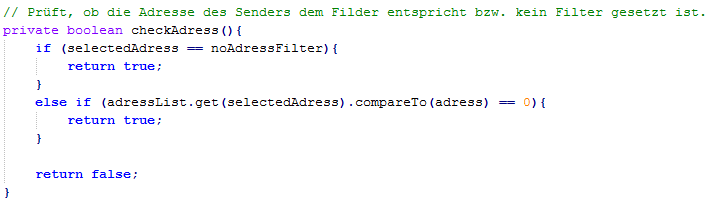 // Prüft, ob die Adresse des Senders dem Filder entspricht bzw. kein Filter gesetzt ist.
private boolean checkAdress(){
if (selectedAdress == noAdressFilter){
return true;
}
else if (adressList.get(selectedAdress).compareTo(adress) == 0){
return true;
}
return false;
}